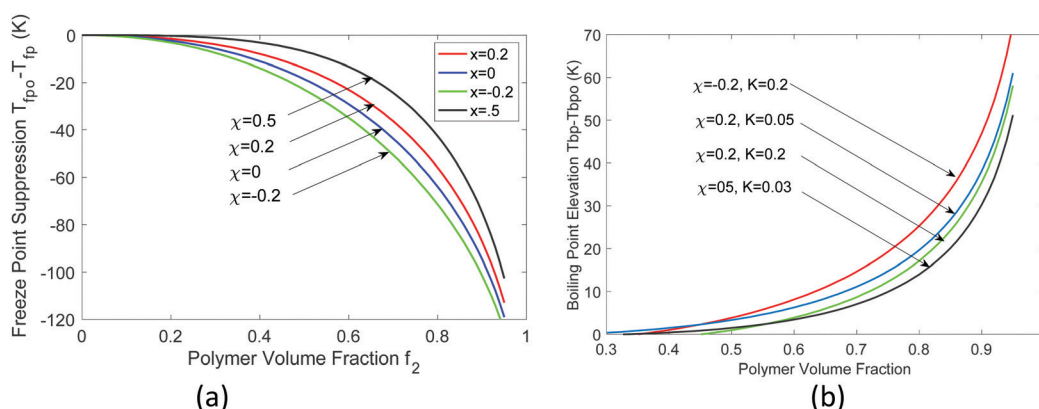 Freeze Point Suppression T_fpo-T_fp (K)
0
-20
-40
-60
-80
-100
-120
0
0.2
0.4
0.6
0.8
1
Polymer Volume Fraction f_2
x=0.2
x=0
x=-0.2
x=.5
χ=0.5
χ=0.2
χ=0
χ=-0.2
(a)
(b)
Boiling Point Elevation Tbp-Tbpo (K)
70
60
50
40
30
20
10
0
0.3
0.4
0.5
0.6
0.7
0.8
0.9
Polymer Volume Fraction
χ=-0.2, K=0.2
χ=0.2, K=0.05
χ=0.2, K=0.2
χ=05, K=0.03
(b)